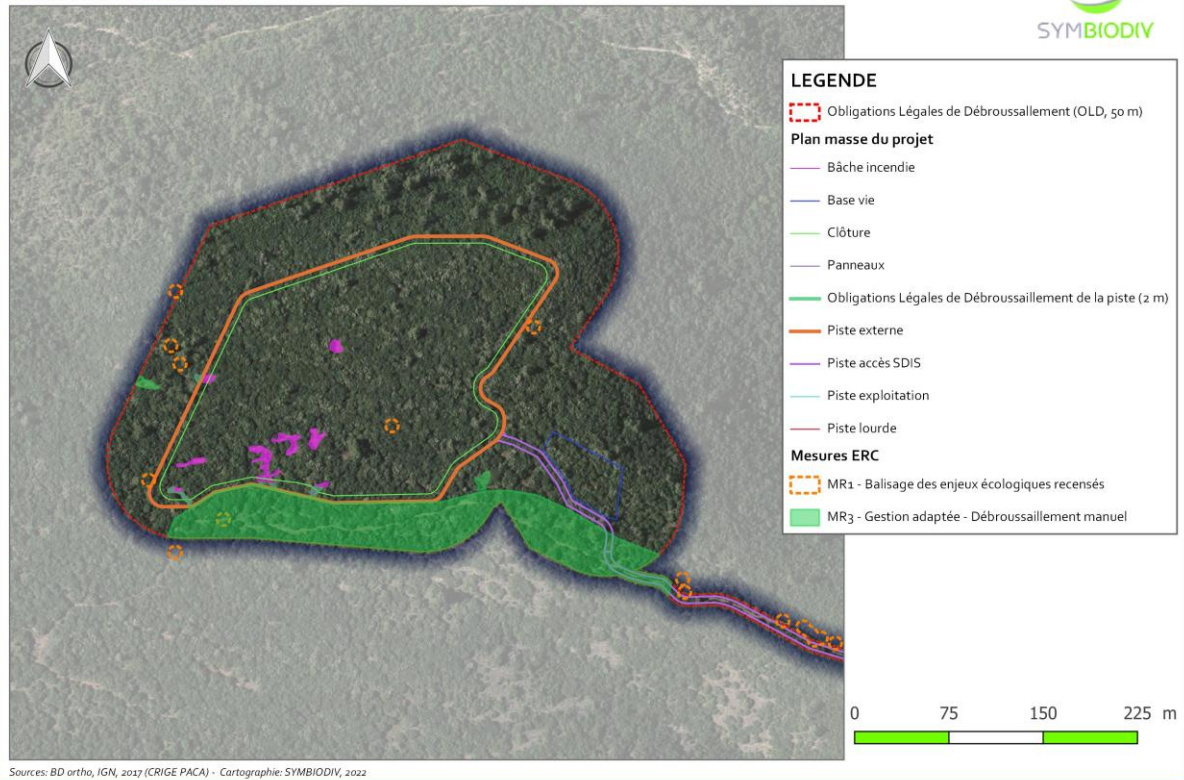 SYMBIODIV
LEGENDE
Obligations Légales de Débroussallement (OLD, 50 m)
Plan masse du projet
Bâche incendie
Base vie
Clôture
Panneaux
Obligations Légales de Débroussaillement de la piste (2 m)
Piste externe
Piste accès SDIS
Piste exploitation
Piste lourde
Mesures ERC
MR1 - Balisage des enjeux écologiques recensés
MR3 - Gestion adaptée - Débroussaillement manuel
0 75 150 225 m
Sources: BD ortho, IGN, 2017 (CRIGE PACA) - Cartographie: SYMBIODIV, 2022